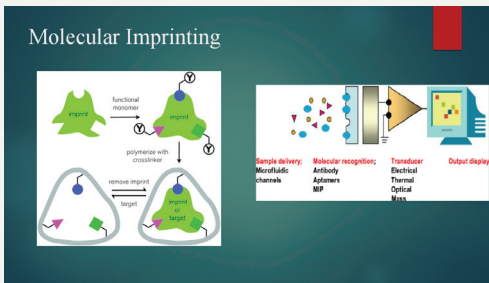 Molecular Imprinting
functional
monomer
imprint
imprint
Y
Y
Y
polymerize with
crosslinker
remove imprint
target
imprint
or
target
Sample delivery;
Microfluidic
channels
Molecular recognition;
Antibody
Aptamers
MIP
Transducer
Electrical
Thermal
Optical
Mass
Output display